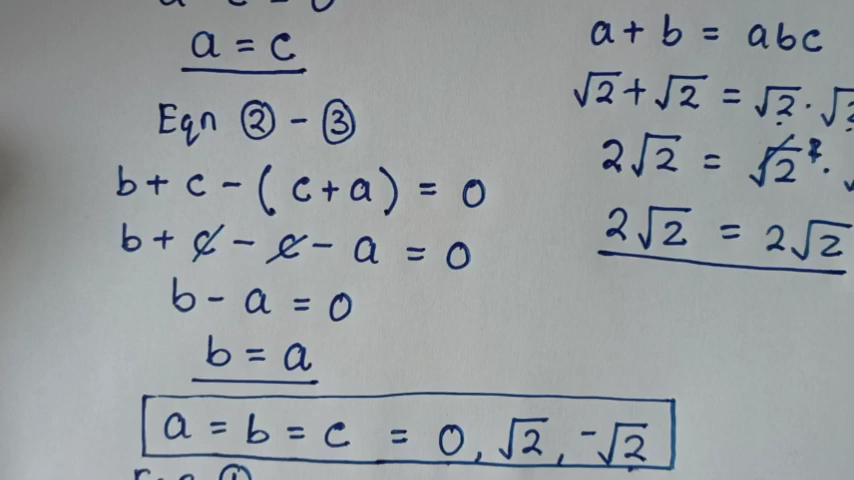 a = c
Eqn ② - ③
b + c - ( c + a ) = 0
b + c - c - a = 0
b - a = 0
b = a
a = b = c = 0, √2, -√2
a + b = abc
√2 + √2 = √2 · √2
2√2 = √2² ·
2√2 = 2√2